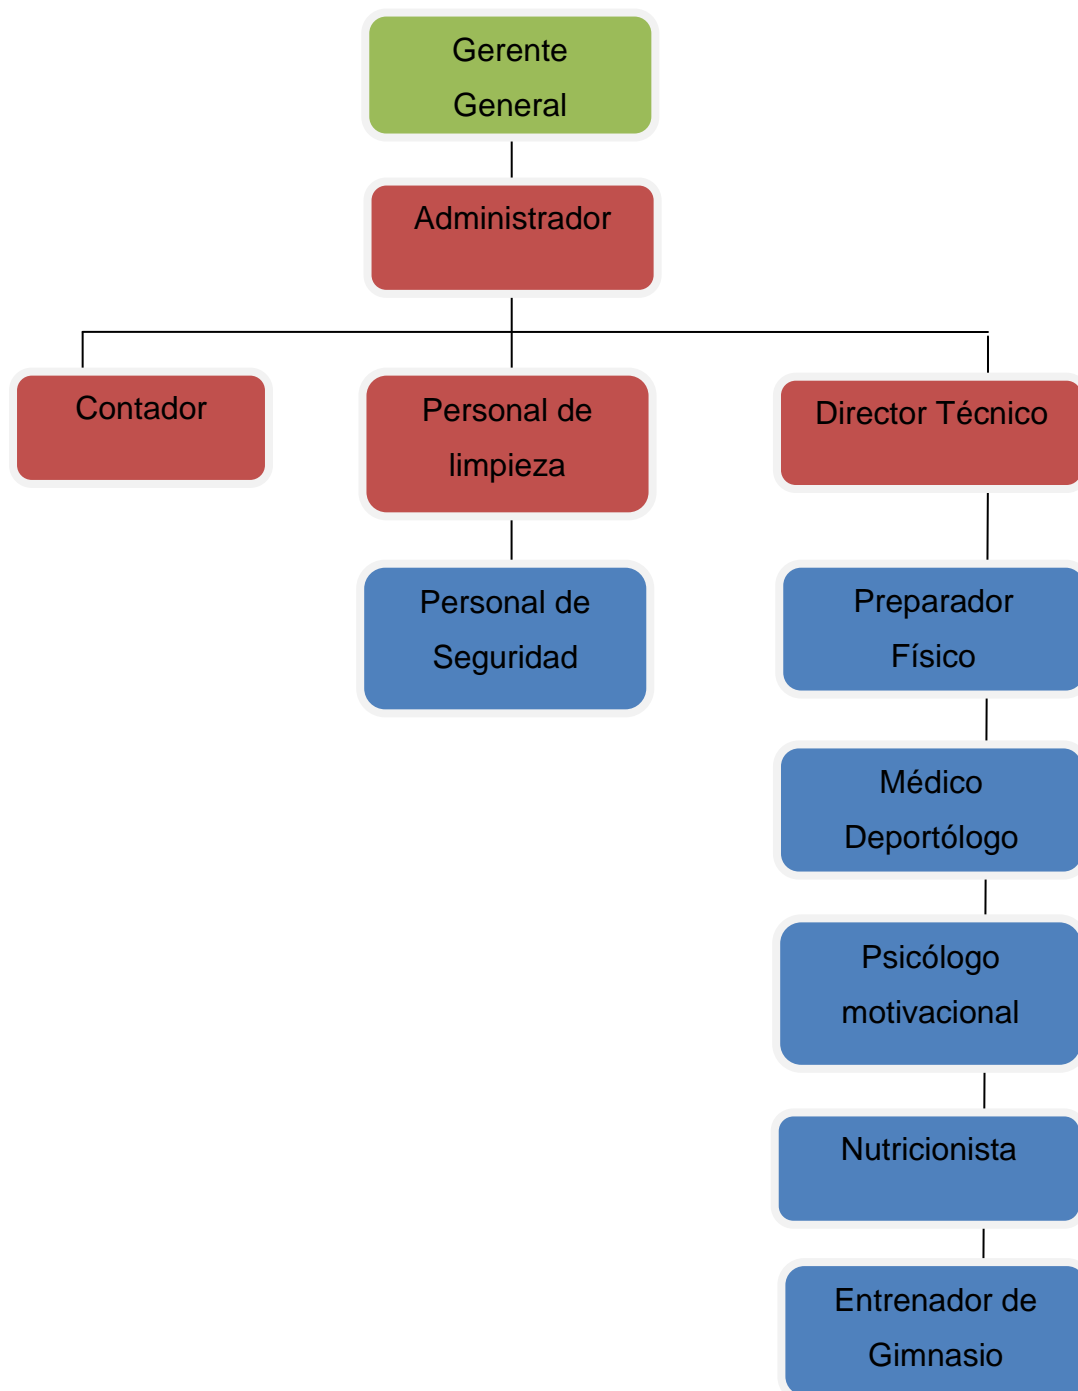 Gerente
General
Administrador
Contador
Personal de
limpieza
Director Técnico
Personal de
Seguridad
Preparador
Físico
Médico
Deportólogo
Psicólogo
motivacional
Nutricionista
Entrenador de
Gimnasio